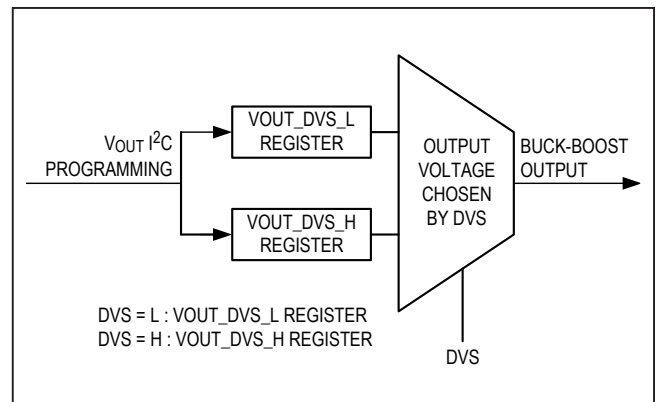 VOUT I²C
PROGRAMMING
VOUT_DVS_L
REGISTER
VOUT_DVS_H
REGISTER
OUTPUT
VOLTAGE
CHOSEN
BY DVS
BUCK-BOOST
OUTPUT
DVS = L : VOUT_DVS_L REGISTER
DVS = H : VOUT_DVS_H REGISTER
DVS